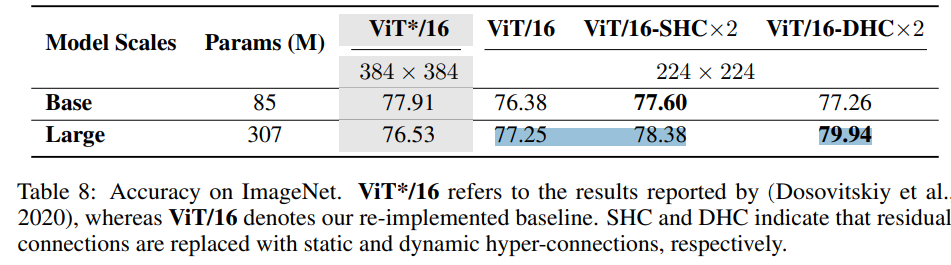 Model Scales Params (M) ViT*/16 ViT/16 ViT/16-SHC×2 ViT/16-DHC×2
384 × 384 224 × 224
Base 85 77.91 76.38 77.60 77.26
Large 307 76.53 77.25 78.38 79.94
Table 8: Accuracy on ImageNet. ViT*/16 refers to the results reported by (Dosovitskiy et al.,
2020), whereas ViT/16 denotes our re-implemented baseline. SHC and DHC indicate that residual
connections are replaced with static and dynamic hyper-connections, respectively.